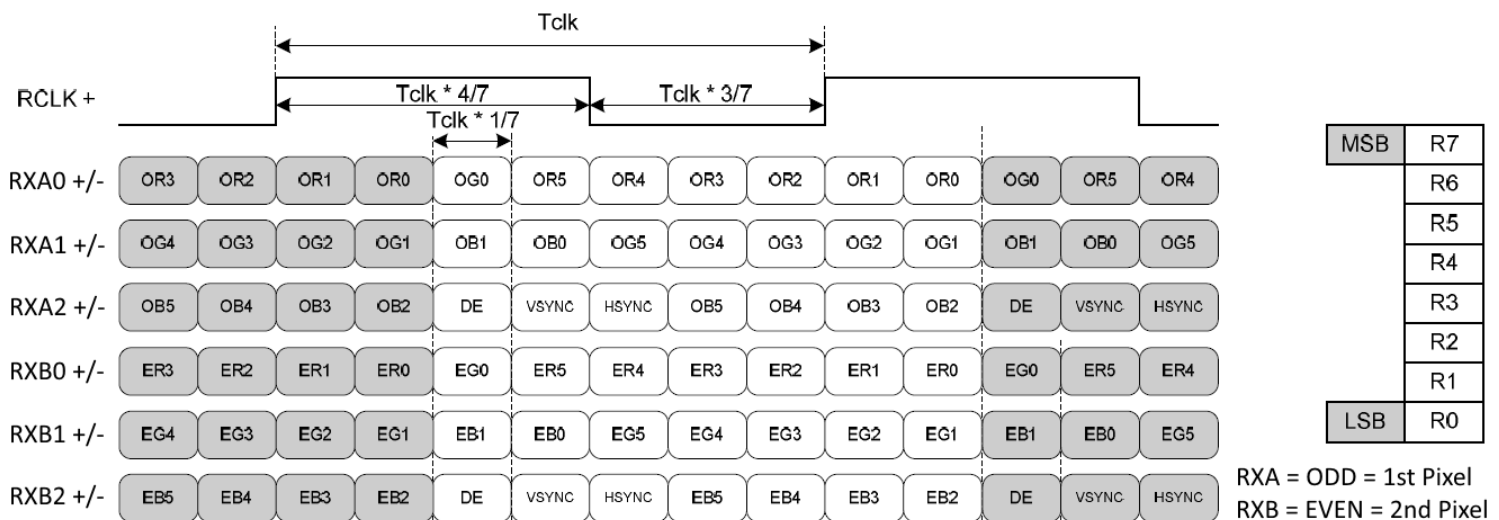 Tclk
RCLK +
Tclk * 4/7
Tclk * 3/7
Tclk * 1/7
RXA0 +/- OR3 OR2 OR1 OR0 OG0 OR5 OR4 OR3 OR2 OR1 OR0 OG0 OR5 OR4
RXA1 +/- OG4 OG3 OG2 OG1 OB1 OB0 OG5 OG4 OG3 OG2 OG1 OB1 OB0 OG5
RXA2 +/- OB5 OB4 OB3 OB2 DE VSYNC HSYNC OB5 OB4 OB3 OB2 DE VSYNC HSYNC
RXB0 +/- ER3 ER2 ER1 ER0 EG0 ER5 ER4 ER3 ER2 ER1 ER0 EG0 ER5 ER4
RXB1 +/- EG4 EG3 EG2 EG1 EB1 EB0 EG5 EG4 EG3 EG2 EG1 EB1 EB0 EG5
RXB2 +/- EB5 EB4 EB3 EB2 DE VSYNC HSYNC EB5 EB4 EB3 EB2 DE VSYNC HSYNC
MSB R7
R6
R5
R4
R3
R2
R1
LSB R0
RXA = ODD = 1st Pixel
RXB = EVEN = 2nd Pixel